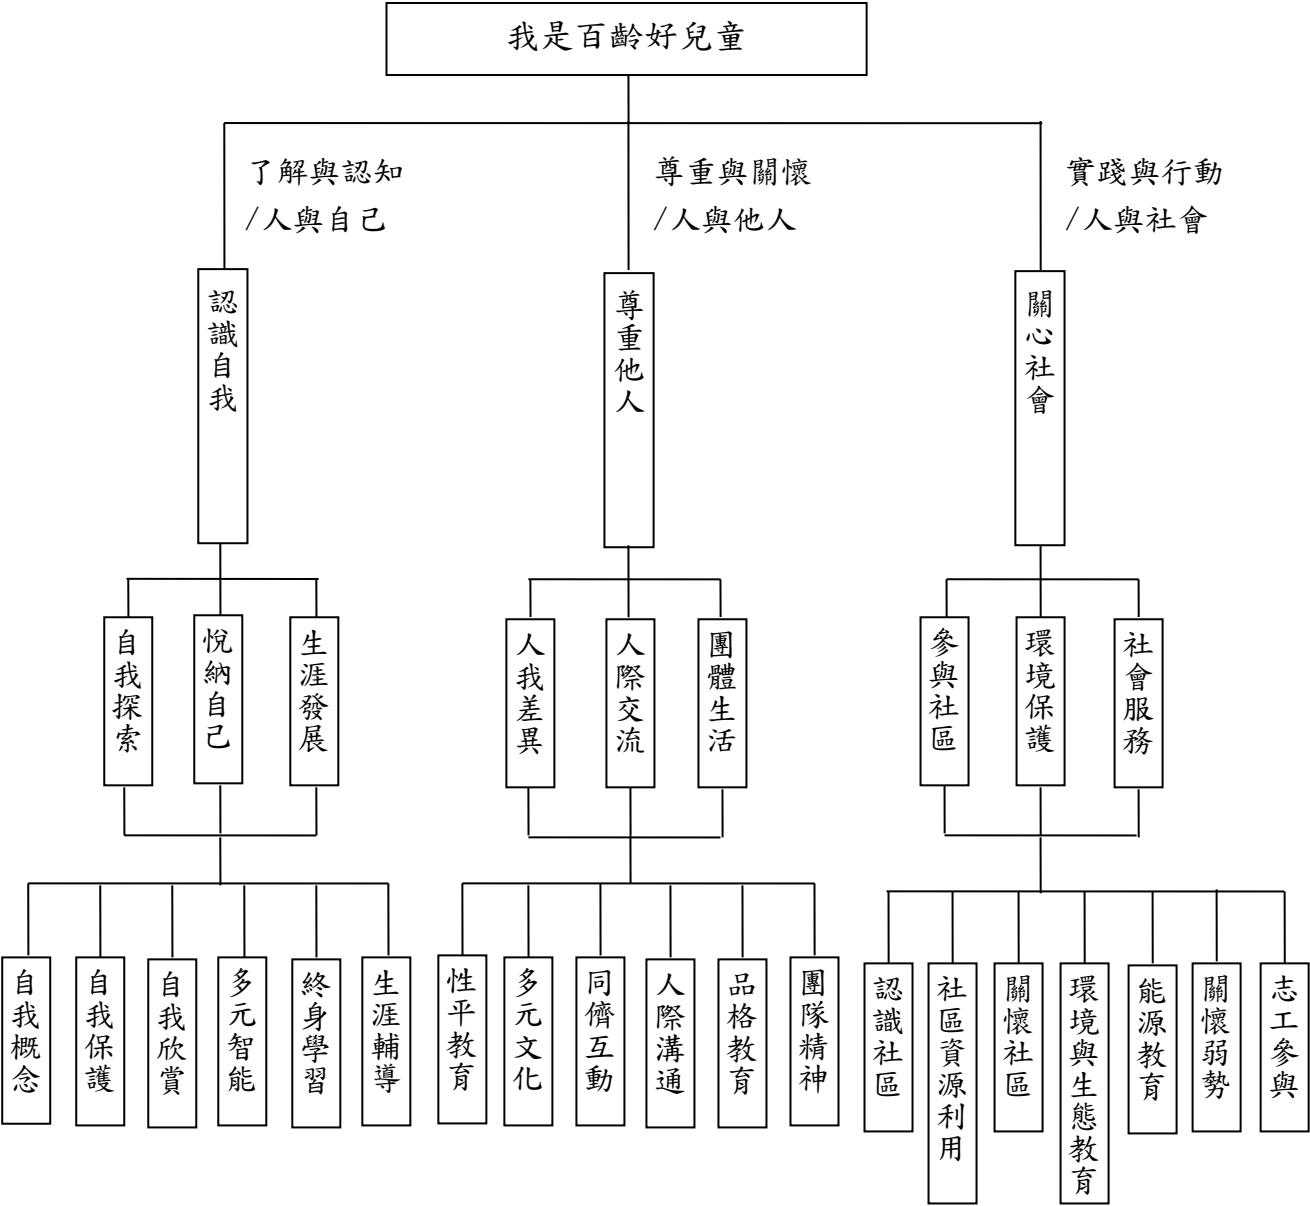 我是百齡好兒童
了解與認知
/人與自己
尊重與關懷
/人與他人
實踐與行動
/人與社會
認識自我
尊重他人
關心社會
自我探索
悅納自己
生涯發展
人我差異
人際交流
團體生活
參與社區
環境保護
社會服務
自我概念
自我保護
自我欣賞
多元智能
終身學習
生涯輔導
性平教育
多元文化
同儕互動
人際溝通
品格教育
團隊精神
認識社區
社區資源利用
關懷社區
環境與生態教育
能源教育
關懷弱勢
志工參與